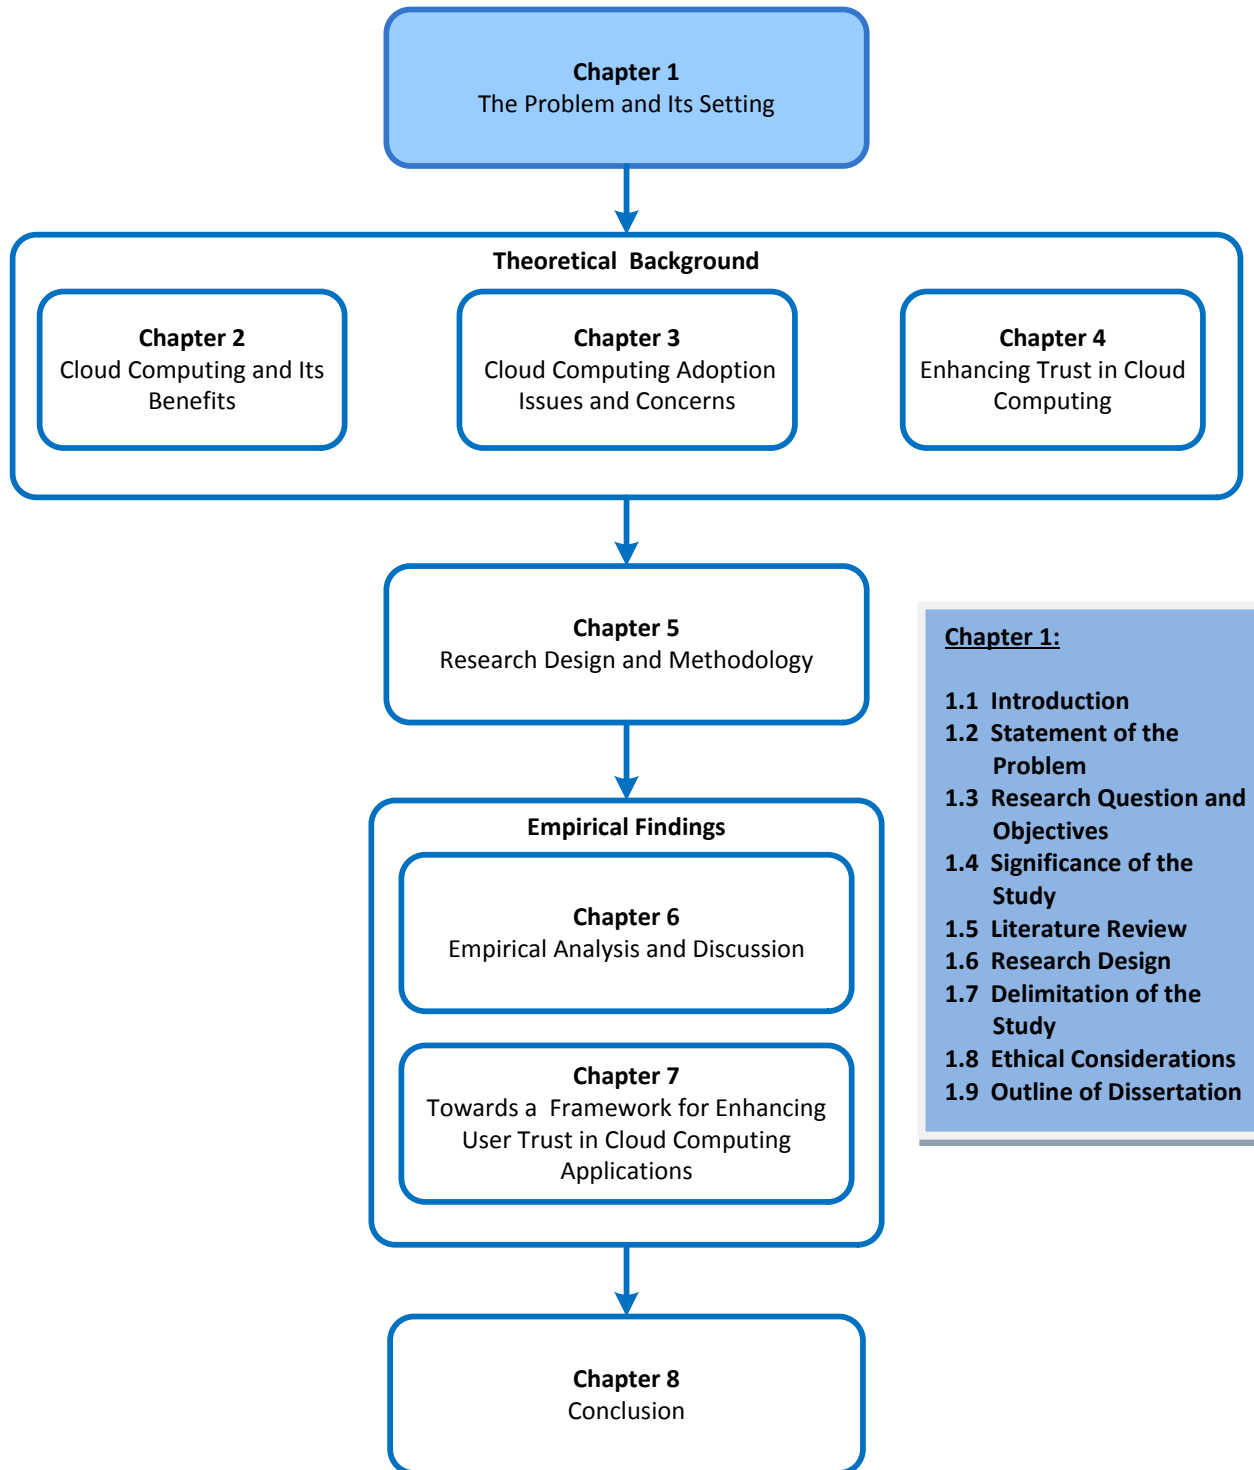 Chapter 1
The Problem and Its Setting
Theoretical Background
Chapter 2
Cloud Computing and Its
Benefits
Chapter 3
Cloud Computing Adoption
Issues and Concerns
Chapter 4
Enhancing Trust in Cloud
Computing
Chapter 5
Research Design and Methodology
Chapter 1:
1.1 Introduction
1.2 Statement of the
Problem
1.3 Research Question and
Objectives
1.4 Significance of the
Study
1.5 Literature Review
1.6 Research Design
1.7 Delimitation of the
Study
1.8 Ethical Considerations
1.9 Outline of Dissertation
Empirical Findings
Chapter 6
Empirical Analysis and Discussion
Chapter 7
Towards a Framework for Enhancing
User Trust in Cloud Computing
Applications
Chapter 8
Conclusion